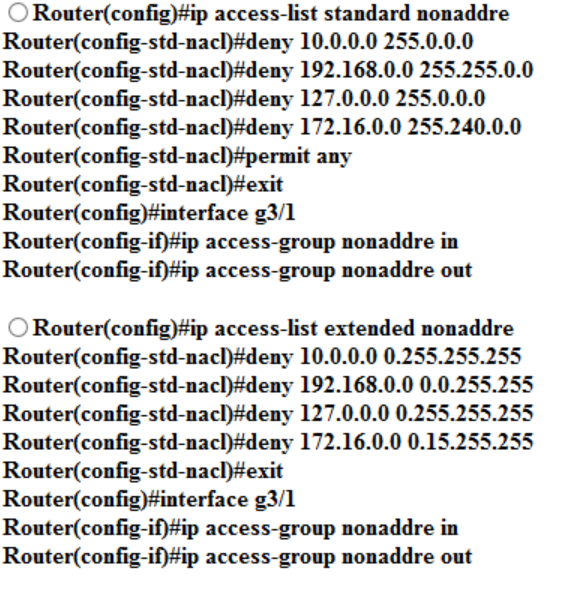 Router(config)#ip access-list standard nonaddre
Router(config-std-nacl)#deny 10.0.0.0 255.0.0.0
Router(config-std-nacl)#deny 192.168.0.0 255.255.0.0
Router(config-std-nacl)#deny 127.0.0.0 255.0.0.0
Router(config-std-nacl)#deny 172.16.0.0 255.240.0.0
Router(config-std-nacl)#permit any
Router(config-std-nacl)#exit
Router(config)#interface g3/1
Router(config-if)#ip access-group nonaddre in
Router(config-if)#ip access-group nonaddre out
Router(config)#ip access-list extended nonaddre
Router(config-std-nacl)#deny 10.0.0.0 0.255.255.255
Router(config-std-nacl)#deny 192.168.0.0 0.0.255.255
Router(config-std-nacl)#deny 127.0.0.0 0.255.255.255
Router(config-std-nacl)#deny 172.16.0.0 0.15.255.255
Router(config-std-nacl)#exit
Router(config)#interface g3/1
Router(config-if)#ip access-group nonaddre in
Router(config-if)#ip access-group nonaddre out